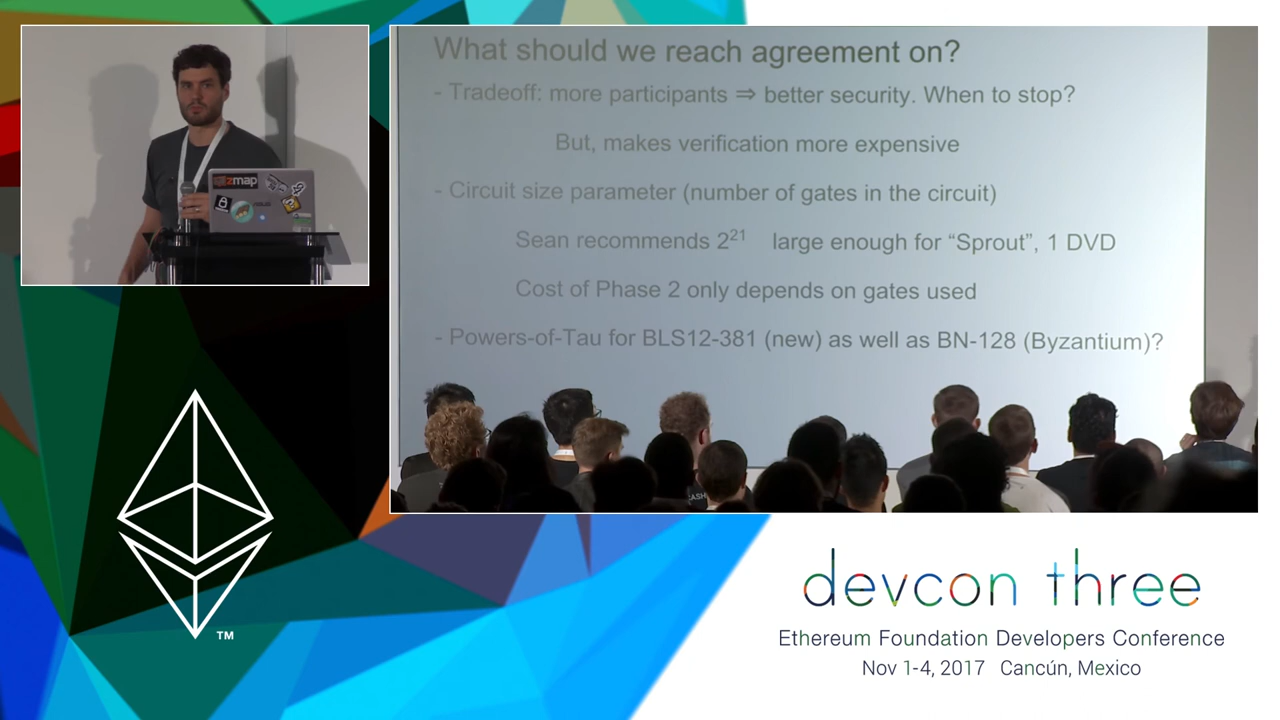 What should we reach agreement on?
- Tradeoff: more participants ⇒ better security. When to stop?
But, makes verification more expensive
- Circuit size parameter (number of gates in the circuit)
Sean recommends 2²¹ large enough for “Sprout”, 1 DVD
Cost of Phase 2 only depends on gates used
- Powers-of-Tau for BLS12-381 (new) as well as BN-128 (Byzantium)?
zmap
TM
devcon three
Ethereum Foundation Developers Conference
Nov 1-4, 2017 Cancún, Mexico